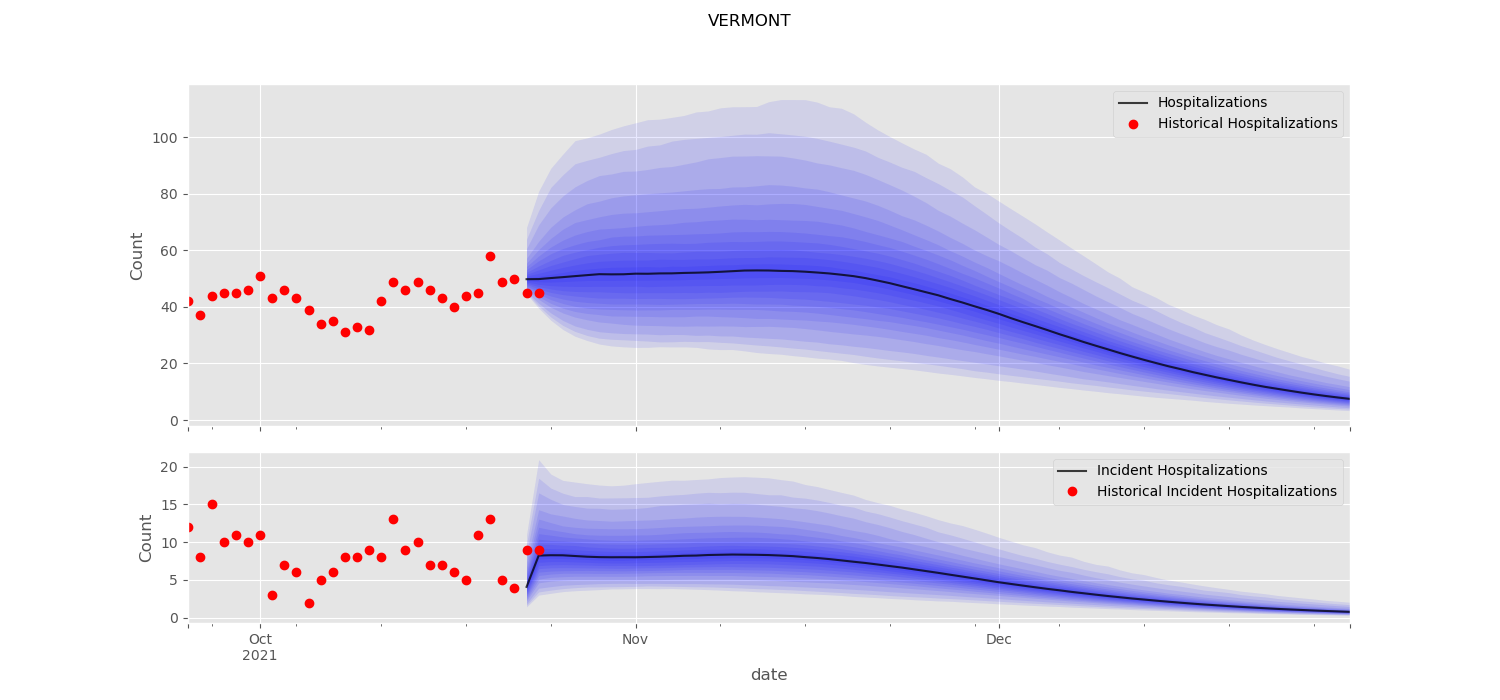 VERMONT
Hospitalizations
Historical Hospitalizations
Count
100
80
60
40
20
0
Incident Hospitalizations
Historical Incident Hospitalizations
Count
20
15
10
5
0
Oct
2021
Nov
Dec
date